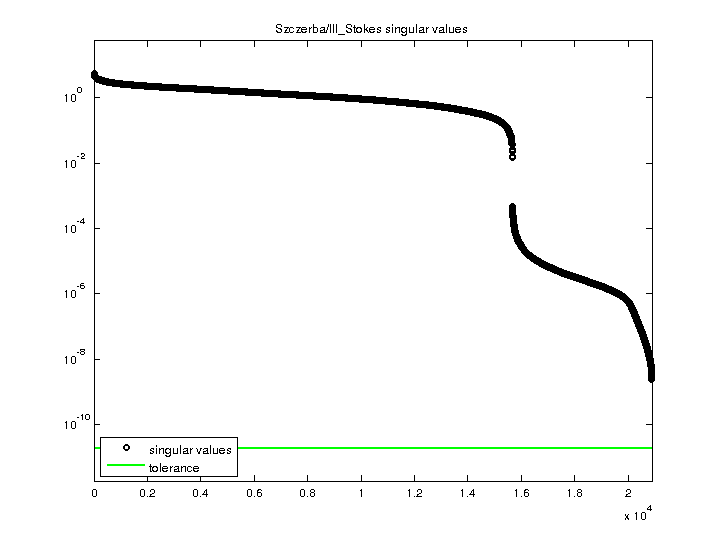 Szczerba/Ill_Stokes singular values
10^0
10^-2
10^-4
10^-6
10^-8
10^-10
singular values
tolerance
0 0.2 0.4 0.6 0.8 1 1.2 1.4 1.6 1.8 2
x 10^4